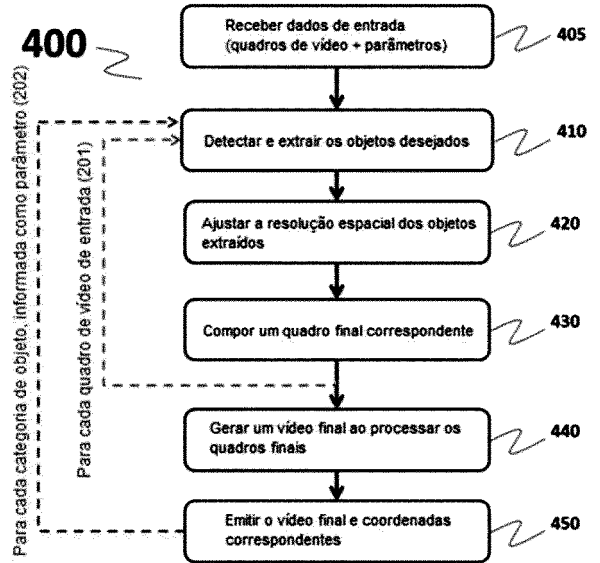 400
Receber dados de entrada
(quadros de vídeo + parâmetros)
405
Detectar e extrair os objetos desejados
410
Ajustar a resolução espacial dos objetos
extraídos
420
Compor um quadro final correspondente
430
Gerar um vídeo final ao processar os
quadros finais
440
Emitir o vídeo final e coordenadas
correspondentes
450
Para cada categoria de objeto, informada como parâmetro (202)
Para cada quadro de vídeo de entrada (201)